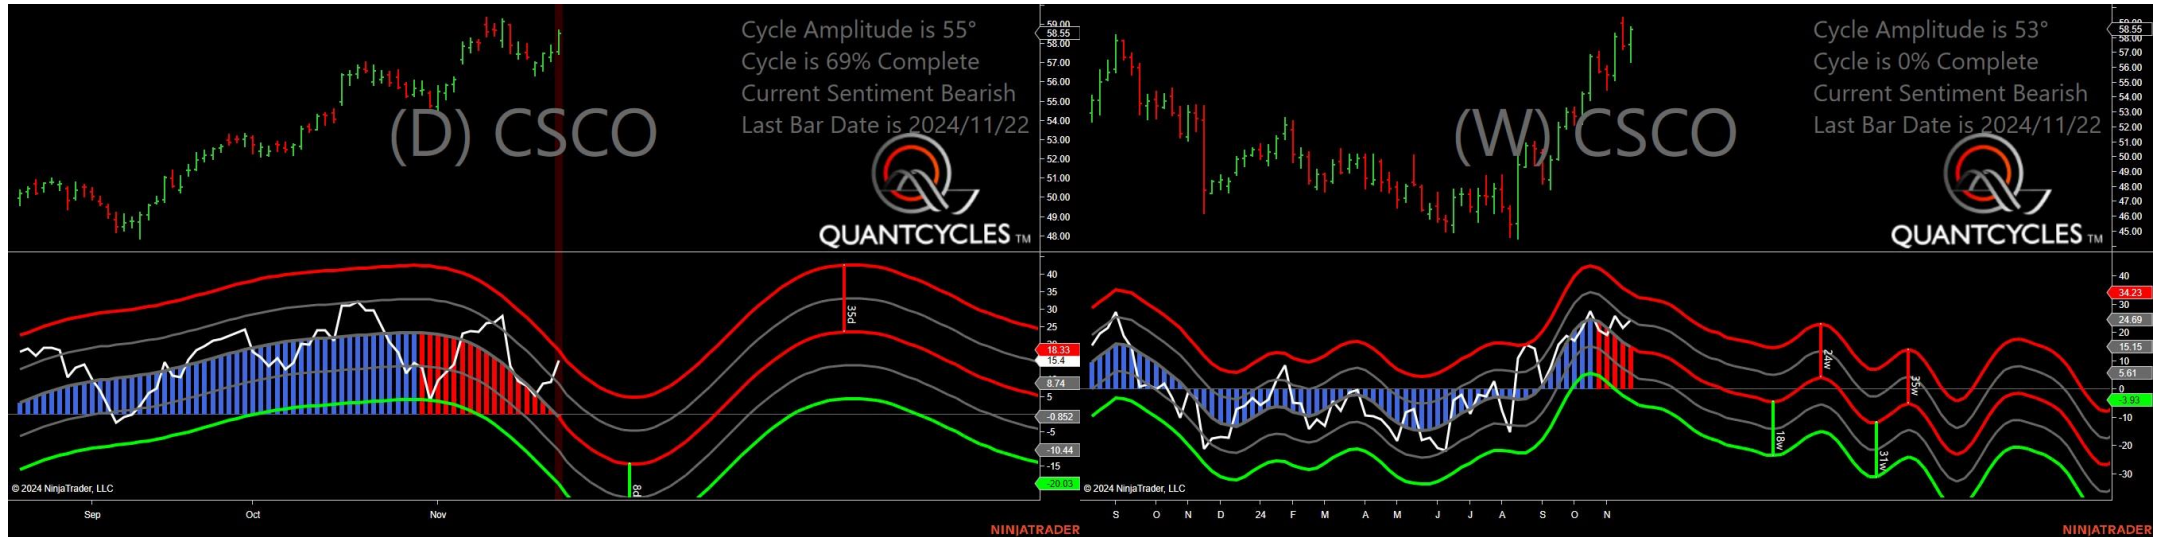 Cycle Amplitude is 55°
Cycle is 69% Complete
Current Sentiment Bearish
Last Bar Date is 2024/11/22
(D) CSCO
QUANTCYCLES TM
59.00
58.55
58.00
57.00
56.00
55.00
54.00
53.00
52.00
51.00
50.00
49.00
48.00
40
35
30
25
18.33
15.4
8.74
5
-0.852
-5
-10.44
-15
-20.03
35d
8d
© 2024 NinjaTrader, LLC
Sep Oct Nov
NINJATRADER
Cycle Amplitude is 53°
Cycle is 0% Complete
Current Sentiment Bearish
Last Bar Date is 2024/11/22
(W) CSCO
QUANTCYCLES TM
59.00
58.55
58.00
57.00
56.00
55.00
54.00
53.00
52.00
51.00
50.00
49.00
48.00
47.00
46.00
45.00
40
34.23
30
24.69
20
15.15
10
5.61
0
-3.93
-10
-20
-30
18w
24w
31w
35w
© 2024 NinjaTrader, LLC
S O N D 24 F M A M J J A S O N
NINJATRADER